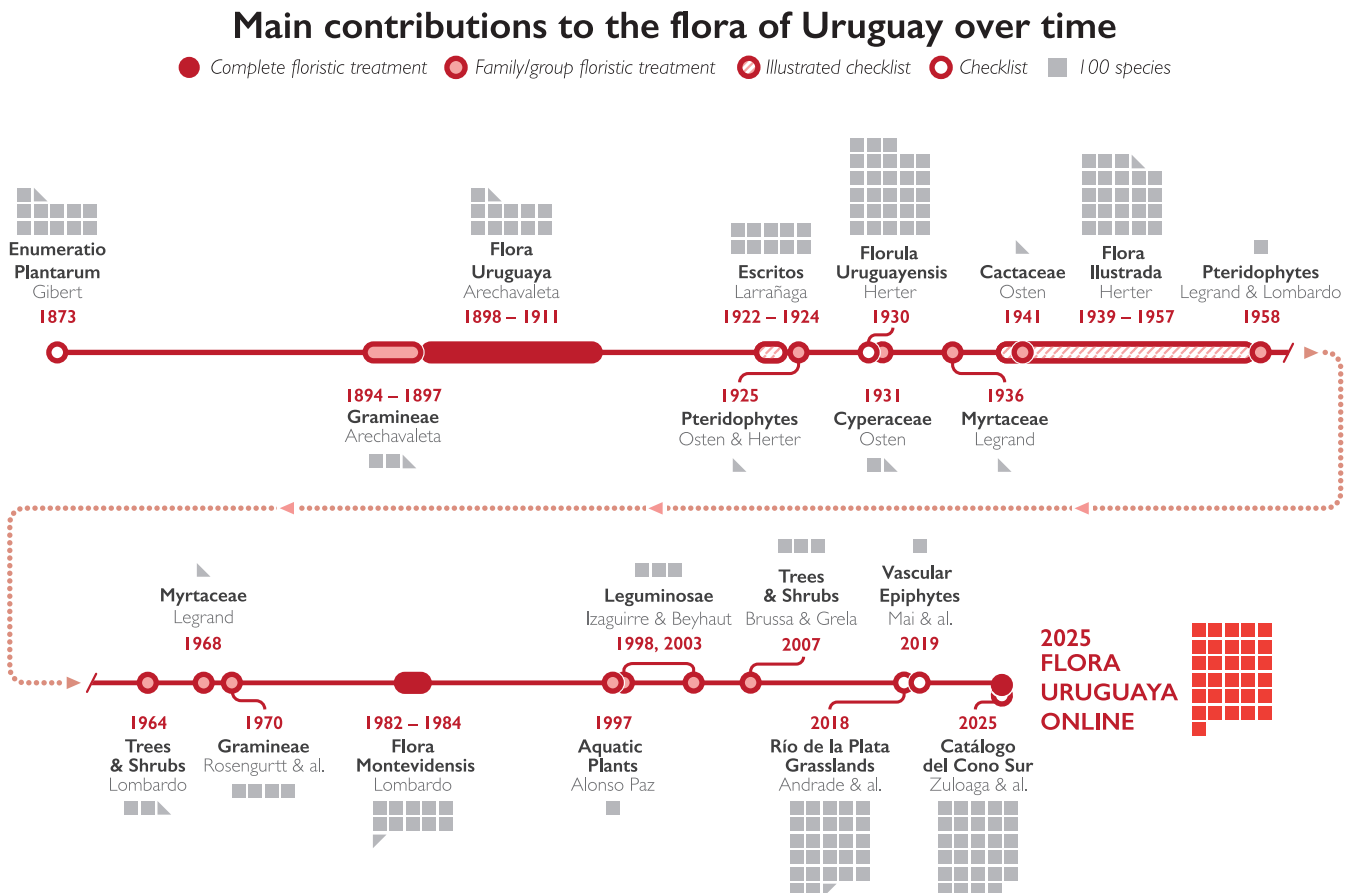 Main contributions to the flora of Uruguay over time
Complete floristic treatment Family/group floristic treatment Illustrated checklist Checklist 100 species
Enumeratio
Plantarum
Gibert
1873
Flora
Uruguaya
Arechavaleta
1898 – 1911
Escritos
Larrañaga
1922 – 1924
Florula
Uruguayensis
Herter
1930
Cactaceae
Osten
1941
Flora
Ilustrada
Herter
1939 – 1957
Pteridophytes
Legrand & Lombardo
1958
1894 – 1897
Gramineae
Arechavaleta
1925
Pteridophytes
Osten & Herter
1931
Cyperaceae
Osten
1936
Myrtaceae
Legrand
Myrtaceae
Legrand
1968
Leguminosae
Izaguirre & Beyhaut
1998, 2003
Trees
& Shrubs
Brussa & Grela
2007
Vascular
Epiphytes
Mai & al.
2019
2025
FLORA
URUGUAYA
ONLINE
1964
Trees
& Shrubs
Lombardo
1970
Gramineae
Rosengurtt & al.
1982 – 1984
Flora
Montevidensis
Lombardo
1997
Aquatic
Plants
Alonso Paz
2018
Río de la Plata
Grasslands
Andrade & al.
2025
Catálogo
del Cono Sur
Zuloaga & al.